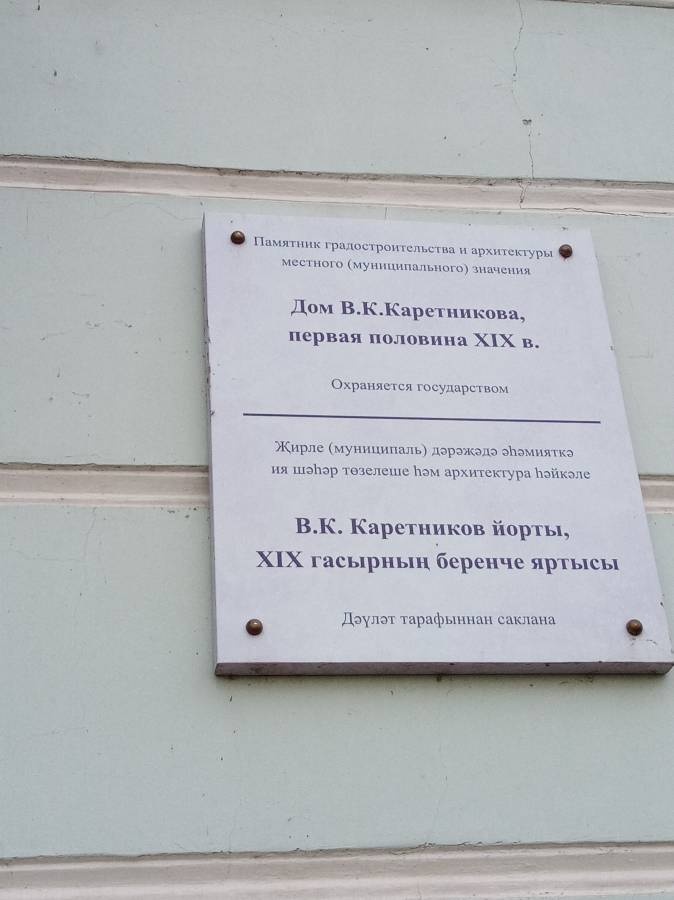 Памятник градостроительства и архитектуры
местного (муниципального) значения
Дом В.К.Каретникова,
первая половина XIX в.
Охраняется государством
Җирле (муниципаль) дәрәҗәдә әһәмияткә
ия шәһәр төзелеше һәм архитектура һәйкәле
В.К. Каретников йорты,
XIX гасырның беренче яртысы
Дәүләт тарафыннан саклана